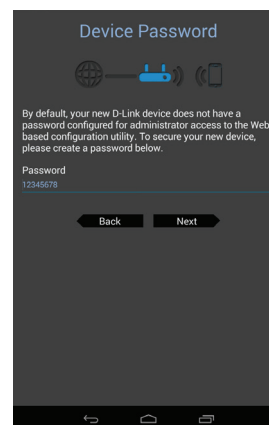 Device Password
By default, your new D-Link device does not have a
password configured for administrator access to the Web
based configuration utility. To secure your new device,
please create a password below.
Password
12345678
Back Next